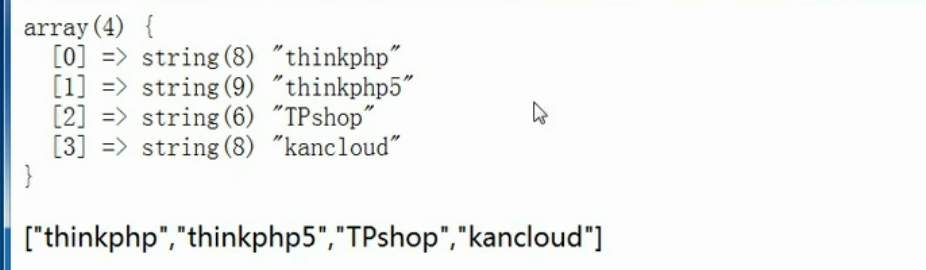 array(4) {
[0] => string(8) "thinkphp"
[1] => string(9) "thinkphp5"
[2] => string(6) "TPshop"
[3] => string(8) "kancloud"
}
["thinkphp","thinkphp5","TPshop","kancloud"]